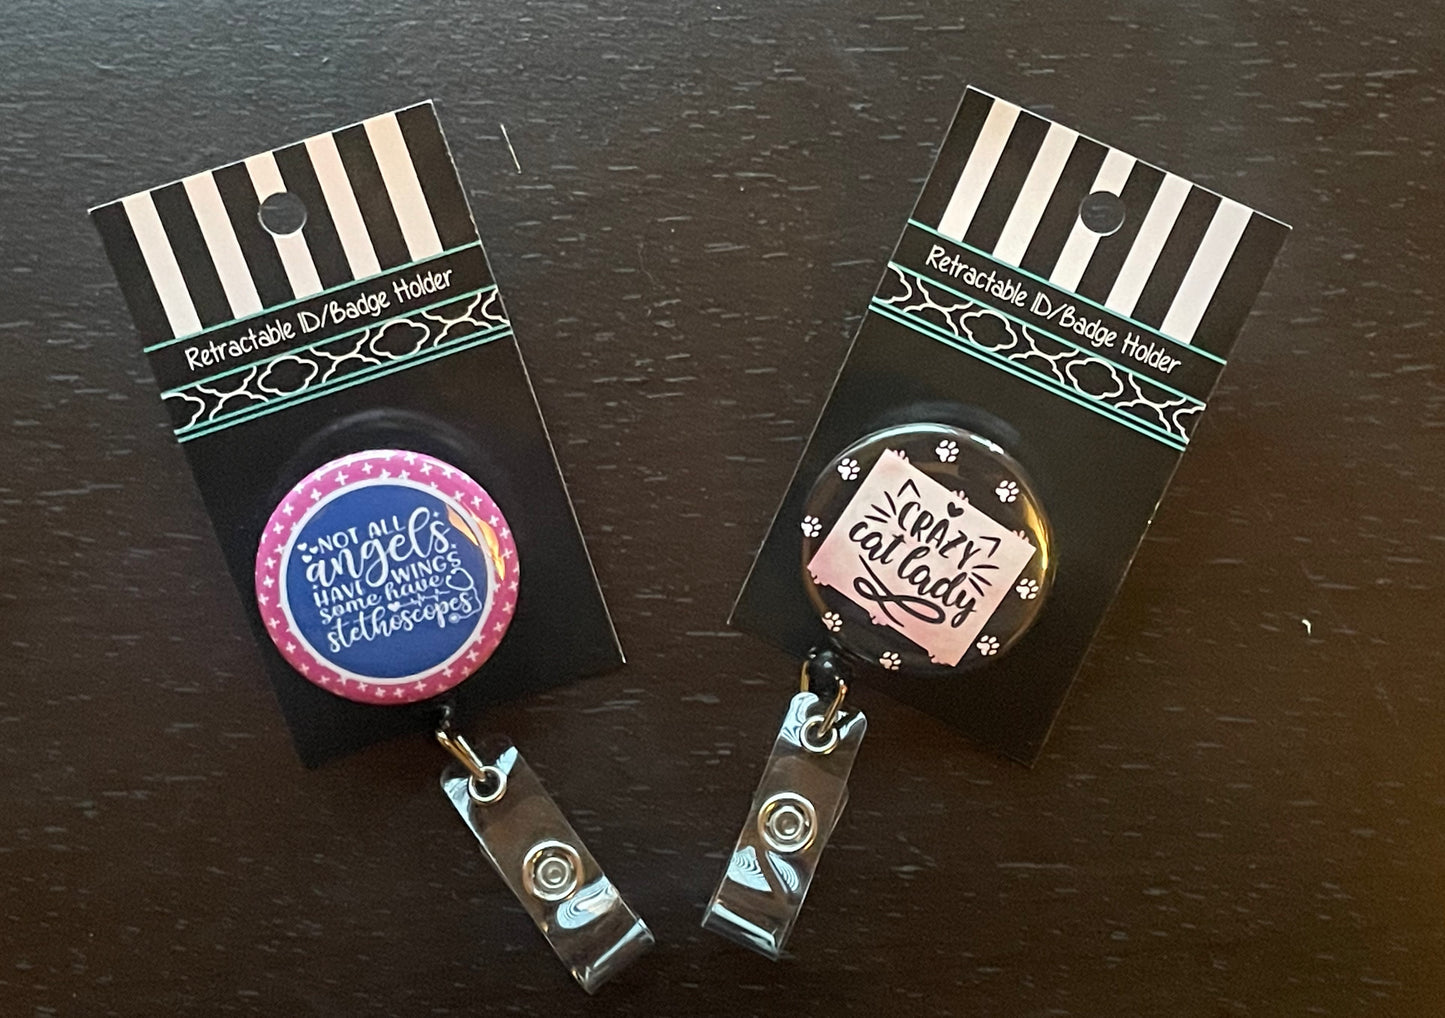 Retractable ID/Badge Holder
NOT ALL
angels
HAVE WINGS
some have
stethoscopes
Retractable ID/Badge Holder
CRAZY
cat lady